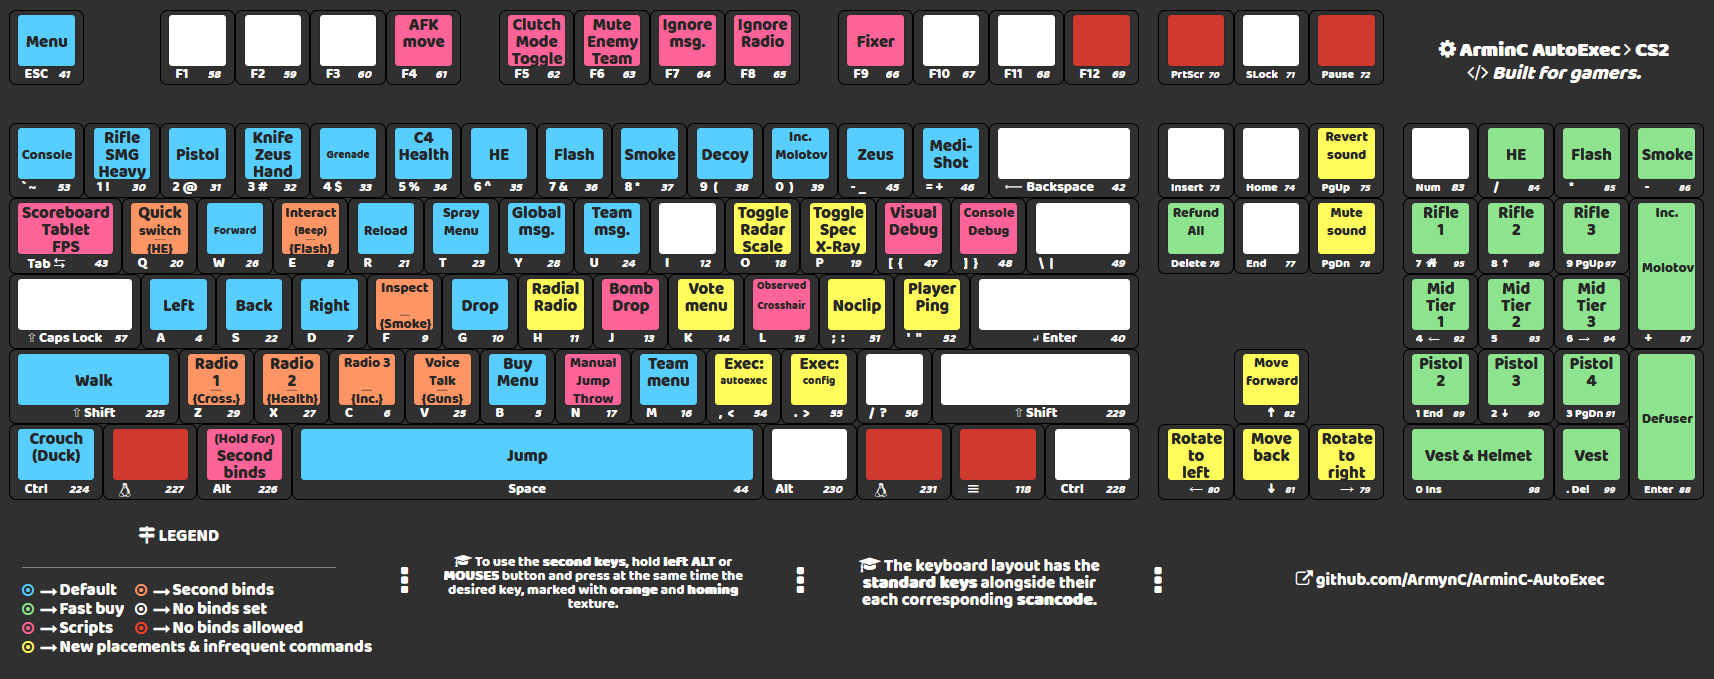 Menu
ESC 41
F1 58
F2 59
F3 60
AFK
move
F4 61
Clutch
Mode
Toggle
F5 62
Mute
Enemy
Team
F6 63
Ignore
msg.
F7 64
Ignore
Radio
F8 65
Fixer
F9 66
F10 67
F11 68
F12 69
PrtScr 70
SLock 71
Pause 72
ArminC AutoExec > CS2
</> Built for gamers.
Console
` ~ 53
Rifle
SMG
Heavy
1 ! 30
Pistol
2 @ 31
Knife
Zeus
Hand
3 # 32
Grenade
4 $ 33
C4
Health
5 % 34
HE
6 ^ 35
Flash
7 & 36
Smoke
8 * 37
Decoy
9 ( 38
Inc.
Molotov
0 ) 39
Zeus
- _ 45
Medi-
Shot
= + 46
⟵ Backspace 42
Insert 73
Home 74
Revert
sound
PgUp 75
Num 83
HE
/ 84
Flash
* 85
Smoke
- 86
Scoreboard
Tablet
FPS
Tab ⇆ 43
Quick
switch
—
{HE}
Q 20
Forward
W 26
Interact
(Beep)
—
{Flash}
E 8
Reload
R 21
Spray
Menu
T 23
Global
msg.
Y 28
Team
msg.
U 24
I 12
Toggle
Radar
Scale
O 18
Toggle
Spec
X-Ray
P 19
Visual
Debug
[ { 47
Console
Debug
] } 48
\ | 49
Refund
All
Delete 76
End 77
Mute
sound
PgDn 78
Rifle
1
7 95
Rifle
2
8 ↑ 96
Rifle
3
9 PgUp 97
Inc.
Molotov
+ 87
⇧ Caps Lock 57
Left
A 4
Back
S 22
Right
D 7
Inspect
—
{Smoke}
F 9
Drop
G 10
Radial
Radio
H 11
Bomb
Drop
J 13
Vote
menu
K 14
Observed
Crosshair
L 15
Noclip
; : 51
Player
Ping
' " 52
↲ Enter 40
Mid
Tier
1
4 ← 92
Mid
Tier
2
5 93
Mid
Tier
3
6 → 94
Walk
⇧ Shift 225
Radio
1
—
{Cross.}
Z 29
Radio
2
—
{Health}
X 27
Radio 3
—
{Inc.}
C 6
Voice
Talk
—
{Guns}
V 25
Buy
Menu
B 5
Manual
Jump
Throw
N 17
Team
menu
M 16
Exec:
autoexec
, < 54
Exec:
config
. > 55
/ ? 56
⇧ Shift 229
Move
forward
↑ 82
Pistol
2
1 End 89
Pistol
3
2 ↓ 90
Pistol
4
3 PgDn 91
Defuser
Enter 88
Crouch
(Duck)
Ctrl 224
227
(Hold for)
Second
binds
Alt 226
Jump
Space 44
Alt 230
231
≡ 118
Ctrl 228
Rotate
to
left
← 80
Move
back
↓ 81
Rotate
to
right
→ 79
Vest & Helmet
0 Ins 98
Vest
. Del 99
LEGEND
→ Default
→ Second binds
→ Fast buy
→ No binds set
→ Scripts
→ No binds allowed
→ New placements & infrequent commands
To use the second keys, hold left ALT or
MOUSE5 button and press at the same time the
desired key, marked with orange and homing
texture.
The keyboard layout has the
standard keys alongside their
each corresponding scancode.
github.com/ArmynC/ArminC-AutoExec